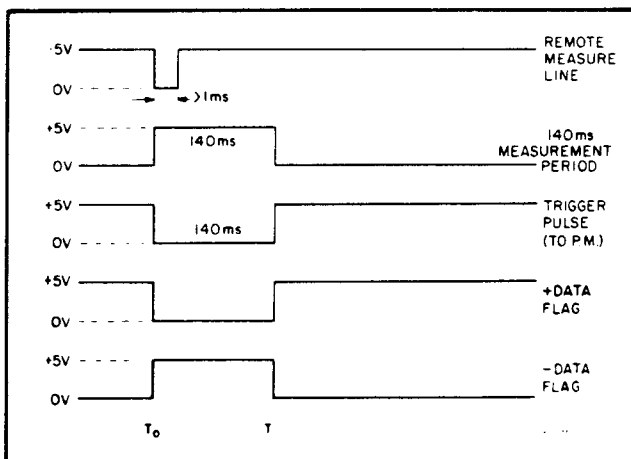 +5V
REMOTE
MEASURE
LINE
0V
>1ms
+5V
140ms
140ms
MEASUREMENT
PERIOD
0V
+5V
TRIGGER
PULSE
(TO P.M.)
140ms
0V
+5V
+DATA
FLAG
0V
+5V
-DATA
FLAG
0V
To
T